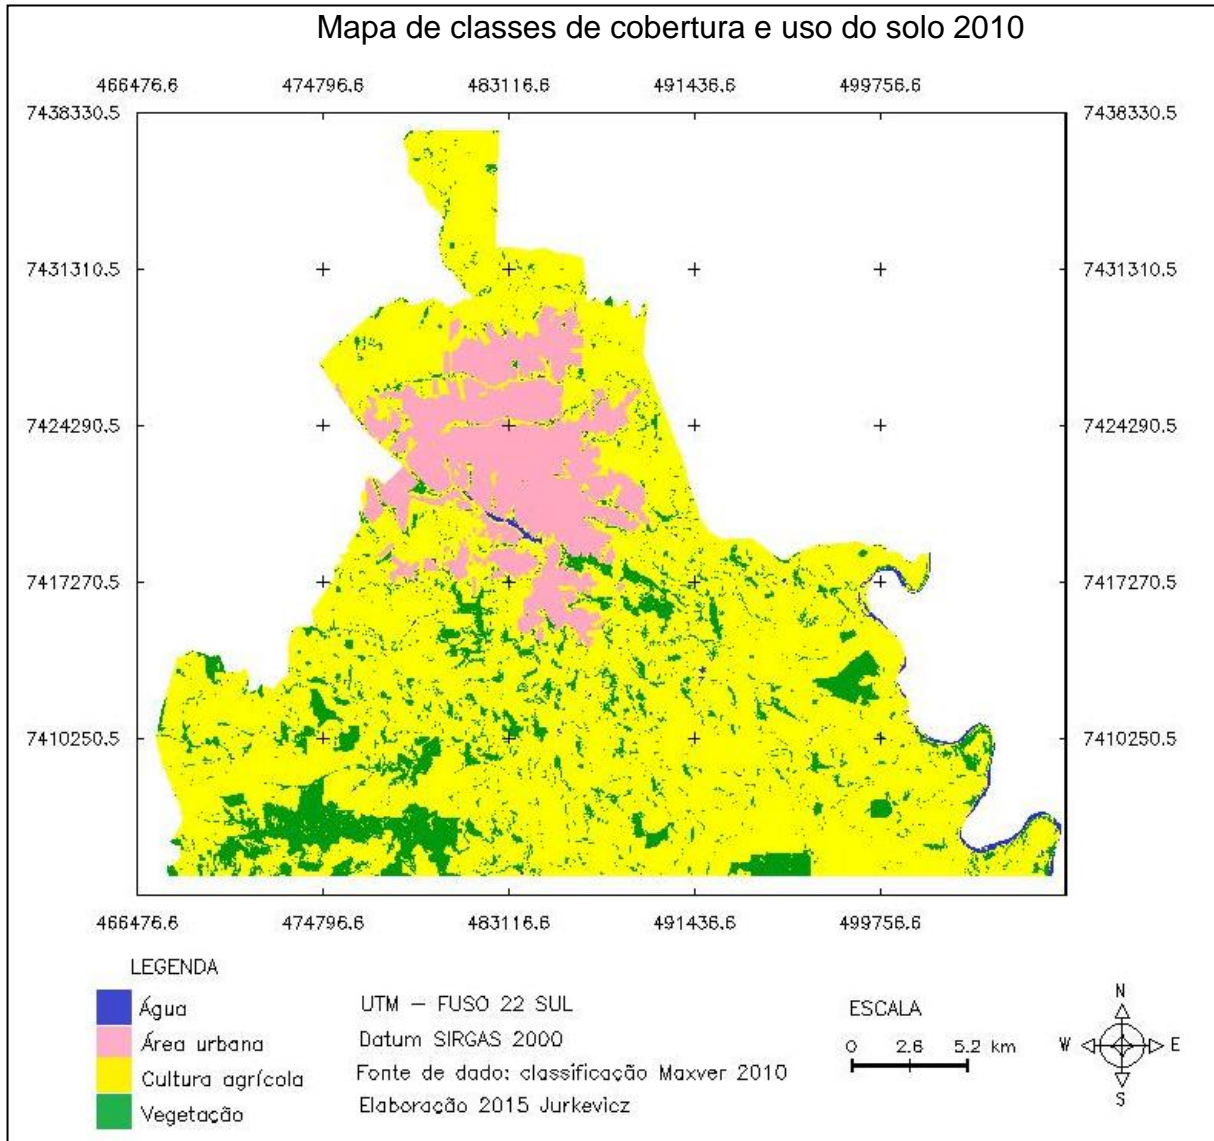 Mapa de classes de cobertura e uso do solo 2010
466476.6 474796.6 483116.6 491436.6 499756.6
7438330.5 7438330.5
7431310.5 7431310.5
7424290.5 7424290.5
7417270.5 7417270.5
7410250.5 7410250.5
466476.6 474796.6 483116.6 491436.6 499756.6
LEGENDA
Água
Área urbana
Cultura agrícola
Vegetação
UTM – FUSO 22 SUL
Datum SIRGAS 2000
Fonte de dado: classificação Maxver 2010
Elaboração 2015 Jurkevicz
ESCALA
0 2.6 5.2 km
N
W E
S